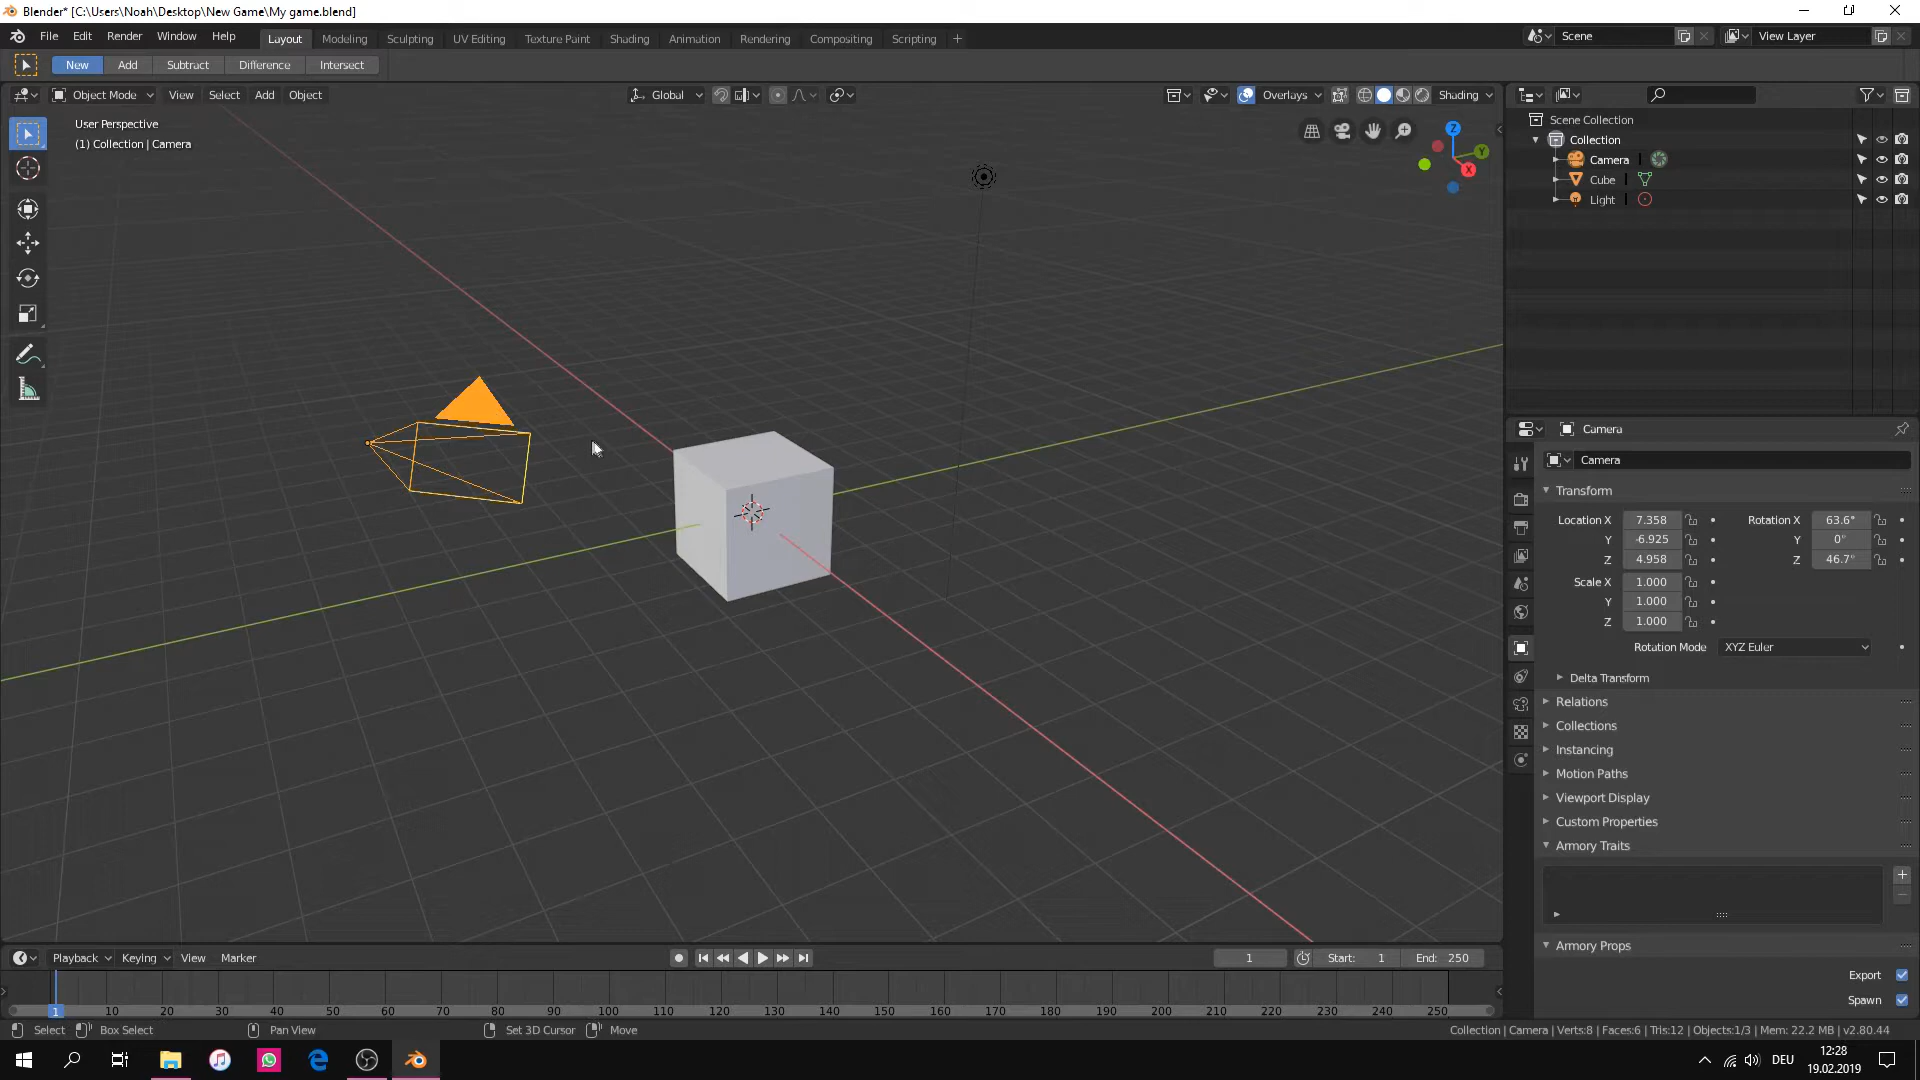 Blender* [C:\Users\Noah\Desktop\New Game\My game.blend]
File Edit Render Window Help Layout Modeling Sculpting UV Editing Texture Paint Shading Animation Rendering Compositing Scripting + Scene View Layer
New Add Subtract Difference Intersect
Object Mode View Select Add Object Global Overlays Shading
User Perspective
(1) Collection | Camera
Z
Y
X
Scene Collection
Collection
Camera
Cube
Light
Camera
Camera
Transform
Location X 7.358 Rotation X 63.6°
Y -6.925 Y 0°
Z 4.958 Z 46.7°
Scale X 1.000
Y 1.000
Z 1.000
Rotation Mode XYZ Euler
Delta Transform
Relations
Collections
Instancing
Motion Paths
Viewport Display
Custom Properties
Armory Traits
Armory Props
Export
Spawn
Playback Keying View Marker 1 Start: 1 End: 250
1 10 20 30 40 50 60 70 80 90 100 110 120 130 140 150 160 170 180 190 200 210 220 230 240 250
Select Box Select Pan View Set 3D Cursor Move Collection | Camera | Verts:8 | Faces:6 | Tris:12 | Objects:1/3 | Mem: 22.2 MB | v2.80.44
DEU 12:28
19.02.2019